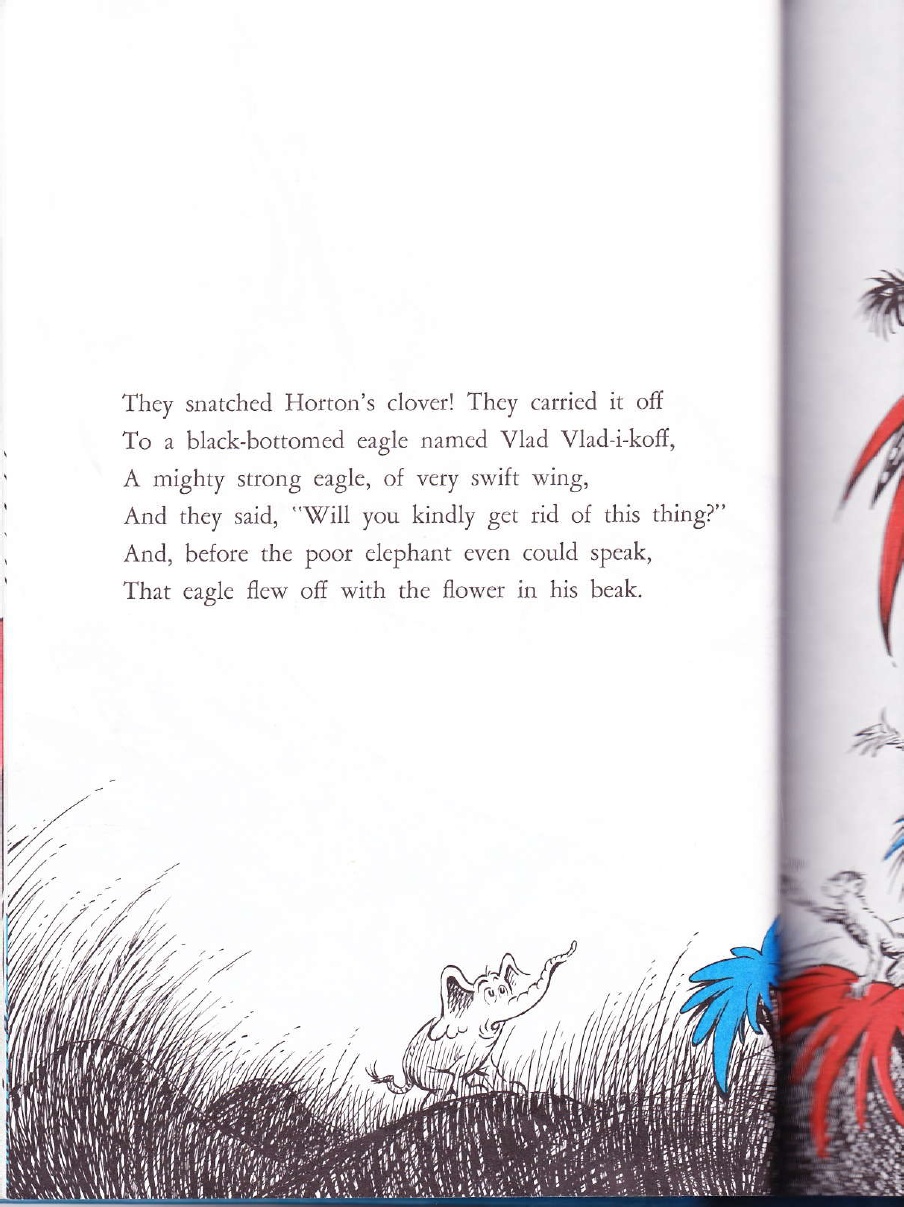 They snatched Horton's clover! They carried it off
To a black-bottomed eagle named Vlad Vlad-i-koff,
A mighty strong eagle, of very swift wing,
And they said, "Will you kindly get rid of this thing?"
And, before the poor elephant even could speak,
That eagle flew off with the flower in his beak.